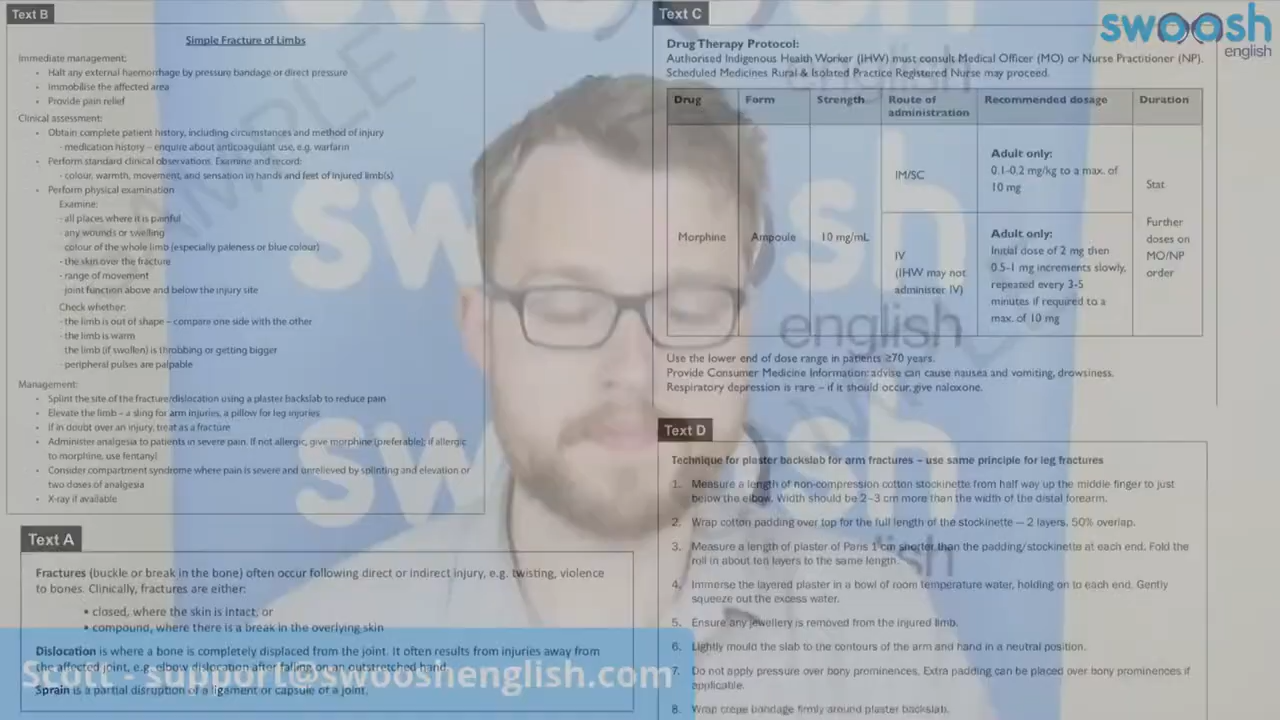 Text B
Simple Fracture of Limbs
Immediate management:
• Halt any external haemorrhage by pressure bandage or direct pressure
• Immobilise the affected area
• Provide pain relief
Clinical assessment:
• Obtain complete patient history, including circumstances and method of injury
- medication history – enquire about anticoagulant use, e.g. warfarin
• Perform standard clinical observations. Examine and record:
- colour, warmth, movement, and sensation in hands and feet of injured limb(s)
• Perform physical examination
Examine:
- all places where it is painful
- any wounds or swelling
- colour of the whole limb (especially paleness or blue colour)
- the skin over the fracture
- range of movement
- joint function above and below the injury site
Check whether:
- the limb is out of shape – compare one side with the other
- the limb is warm
- the limb (if swollen) is throbbing or getting bigger
- peripheral pulses are palpable
Management:
• Splint the site of the fracture/dislocation using a plaster backslab to reduce pain
• Elevate the limb – a sling for arm injuries, a pillow for leg injuries
• If in doubt over an injury, treat as a fracture
• Administer analgesia to patients in severe pain. If not allergic, give morphine (preferable); if allergic
to morphine, use fentanyl
• Consider compartment syndrome where pain is severe and unrelieved by splinting and elevation or
two doses of analgesia
• X-ray if available
Text A
Fractures (buckle or break in the bone) often occur following direct or indirect injury, e.g. twisting, violence
to bones. Clinically, fractures are either:
• closed, where the skin is intact, or
• compound, where there is a break in the overlying skin
Dislocation is where a bone is completely displaced from the joint. It often results from injuries away from
the affected joint, e.g. elbow dislocation after falling on an outstretched hand.
Sprain is a partial disruption of a ligament or capsule of a joint.
Scott - support@swooshenglish.com
Text C
swoosh
english
Drug Therapy Protocol:
Authorised Indigenous Health Worker (IHW) must consult Medical Officer (MO) or Nurse Practitioner (NP).
Scheduled Medicines Rural & Isolated Practice Registered Nurse may proceed.
Drug Form Strength Route of administration Recommended dosage Duration
Morphine Ampoule 10 mg/mL
IM/SC
Adult only:
0.1-0.2 mg/kg to a max. of
10 mg
IV
(IHW may not
administer IV)
Adult only:
Initial dose of 2 mg then
0.5-1 mg increments slowly,
repeated every 3-5
minutes if required to a
max. of 10 mg
Stat
Further
doses on
MO/NP
order
Use the lower end of dose range in patients ≥70 years.
Provide Consumer Medicine Information: advise can cause nausea and vomiting, drowsiness.
Respiratory depression is rare – if it should occur, give naloxone.
Text D
Technique for plaster backslab for arm fractures – use same principle for leg fractures
1. Measure a length of non-compression cotton stockinette from half way up the middle finger to just
below the elbow. Width should be 2–3 cm more than the width of the distal forearm.
2. Wrap cotton padding over top for the full length of the stockinette — 2 layers, 50% overlap.
3. Measure a length of plaster of Paris 1 cm shorter than the padding/stockinette at each end. Fold the
roll in about ten layers to the same length.
4. Immerse the layered plaster in a bowl of room temperature water, holding on to each end. Gently
squeeze out the excess water.
5. Ensure any jewellery is removed from the injured limb.
6. Lightly mould the slab to the contours of the arm and hand in a neutral position.
7. Do not apply pressure over bony prominences. Extra padding can be placed over bony prominences if
applicable.
8. Wrap crepe bandage firmly around plaster backslab.
english